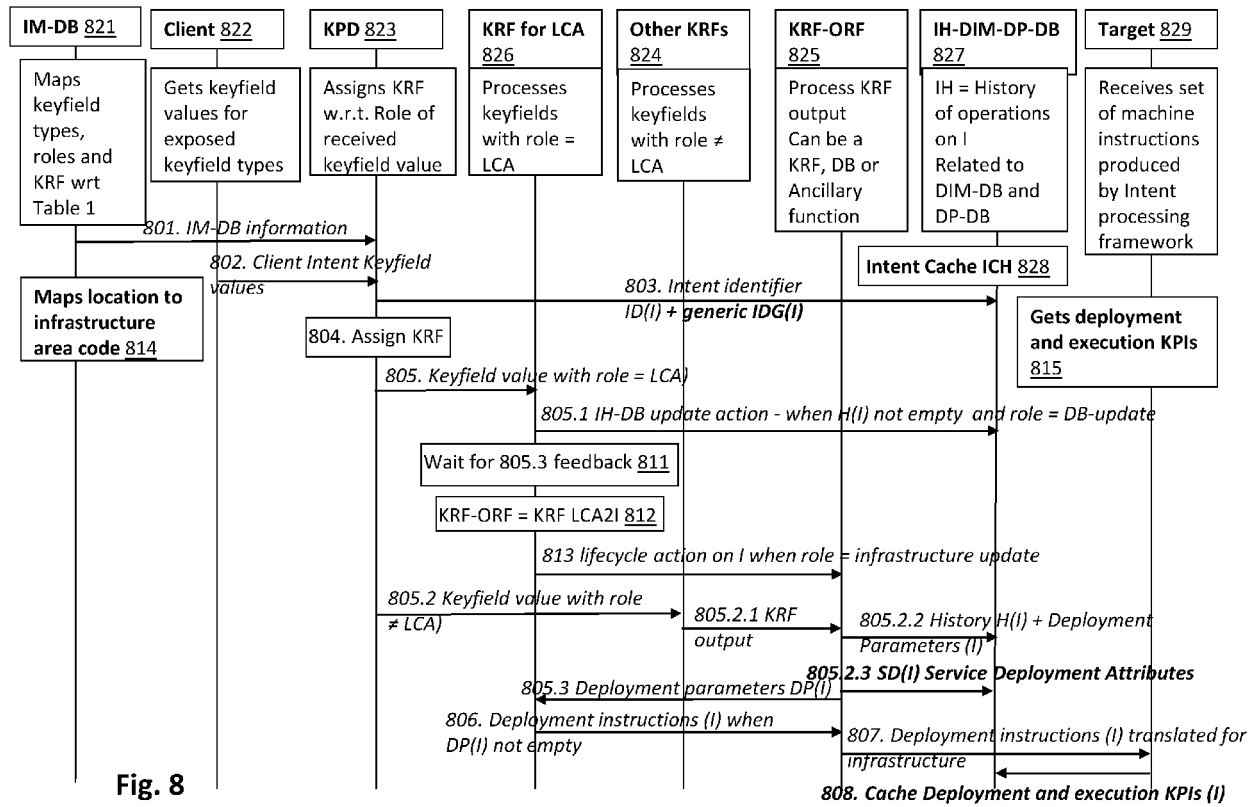 IM-DB 821
Maps
keyfield
types,
roles and
KRF wrt
Table 1
Client 822
Gets keyfield
values for
exposed
keyfield types
KPD 823
Assigns KRF
w.r.t. Role of
received
keyfield value
KRF for LCA
826
Processes
keyfields
with role =
LCA
Other KRFs
824
Processes
keyfields
with role ≠
LCA
KRF-ORF
825
Process KRF
output
Can be a
KRF, DB or
Ancillary
function
IH-DIM-DP-DB
827
IH = History
of operations
on I
Related to
DIM-DB and
DP-DB
Target 829
Receives set
of machine
instructions
produced
by Intent
processing
framework
801. IM-DB information
802. Client Intent Keyfield
values
Intent Cache ICH 828
Maps location to
infrastructure
area code 814
803. Intent identifier
ID(I) + generic IDG(I)
804. Assign KRF
Gets deployment
and execution KPIs
815
805. Keyfield value with role = LCA)
805.1 IH-DB update action - when H(I) not empty and role = DB-update
Wait for 805.3 feedback 811
KRF-ORF = KRF LCA2I 812
813 lifecycle action on I when role = infrastructure update
805.2 Keyfield value with role
≠ LCA)
805.2.1 KRF
output
805.2.2 History H(I) + Deployment
Parameters (I)
805.2.3 SD(I) Service Deployment Attributes
805.3 Deployment parameters DP(I)
806. Deployment instructions (I) when
DP(I) not empty
807. Deployment instructions (I) translated for
infrastructure
808. Cache Deployment and execution KPIs (I)
Fig. 8